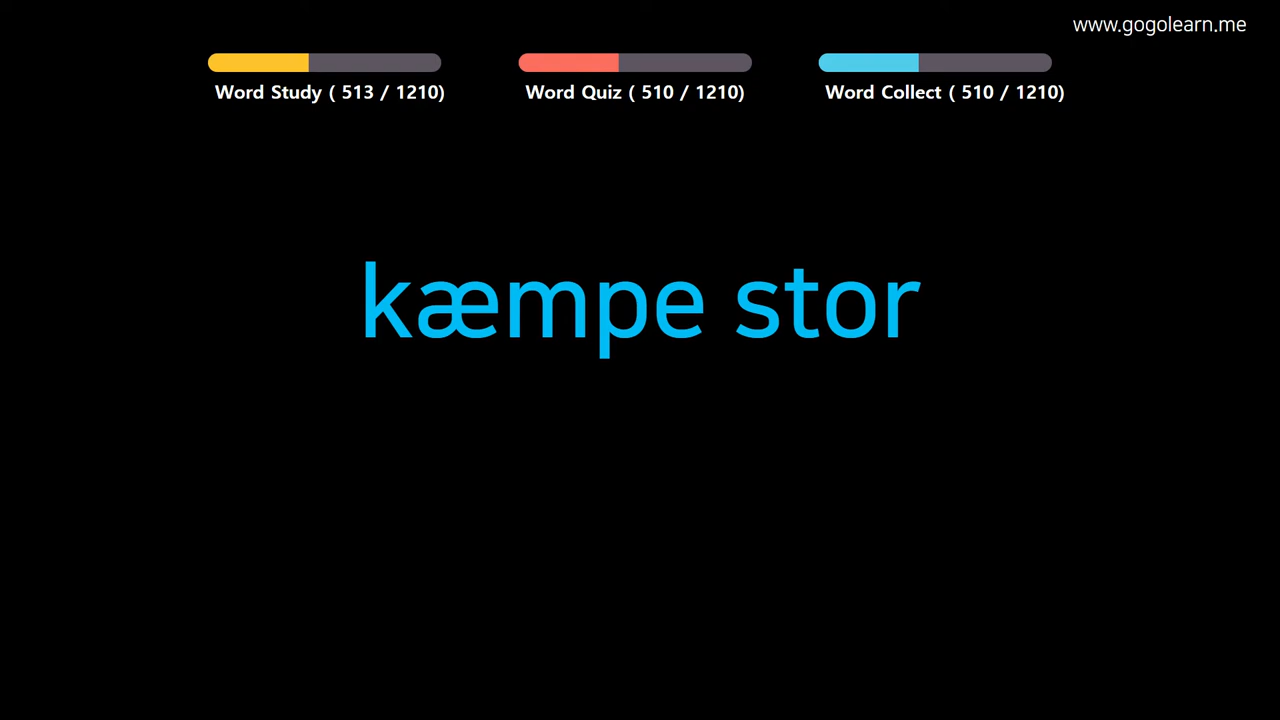 www.gogolearn.me
Word Study ( 513 / 1210)
Word Quiz ( 510 / 1210)
Word Collect ( 510 / 1210)
kæmpe stor